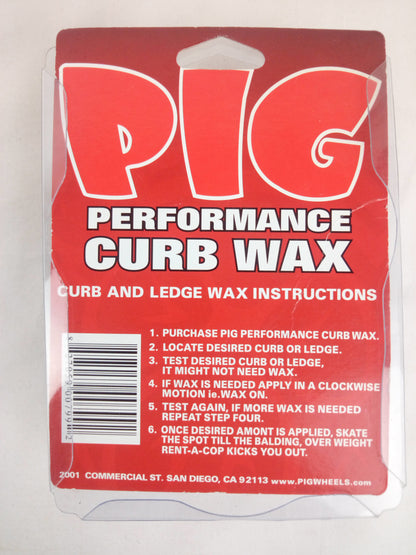 PIG
PERFORMANCE
CURB WAX
CURB AND LEDGE WAX INSTRUCTIONS
1. PURCHASE PIG PERFORMANCE CURB WAX.
2. LOCATE DESIRED CURB OR LEDGE.
3. TEST DESIRED CURB OR LEDGE,
IT MIGHT NOT NEED WAX.
4. IF WAX IS NEEDED APPLY IN A CLOCKWISE
MOTION ie.WAX ON.
5. TEST AGAIN, IF MORE WAX IS NEEDED
REPEAT STEP FOUR.
6. ONCE DESIRED AMONT IS APPLIED, SKATE
THE SPOT TILL THE BALDING, OVER WEIGHT
RENT-A-COP KICKS YOU OUT.
2001 COMMERCIAL ST. SAN DIEGO, CA 92113 www.PIGWHEELS.com